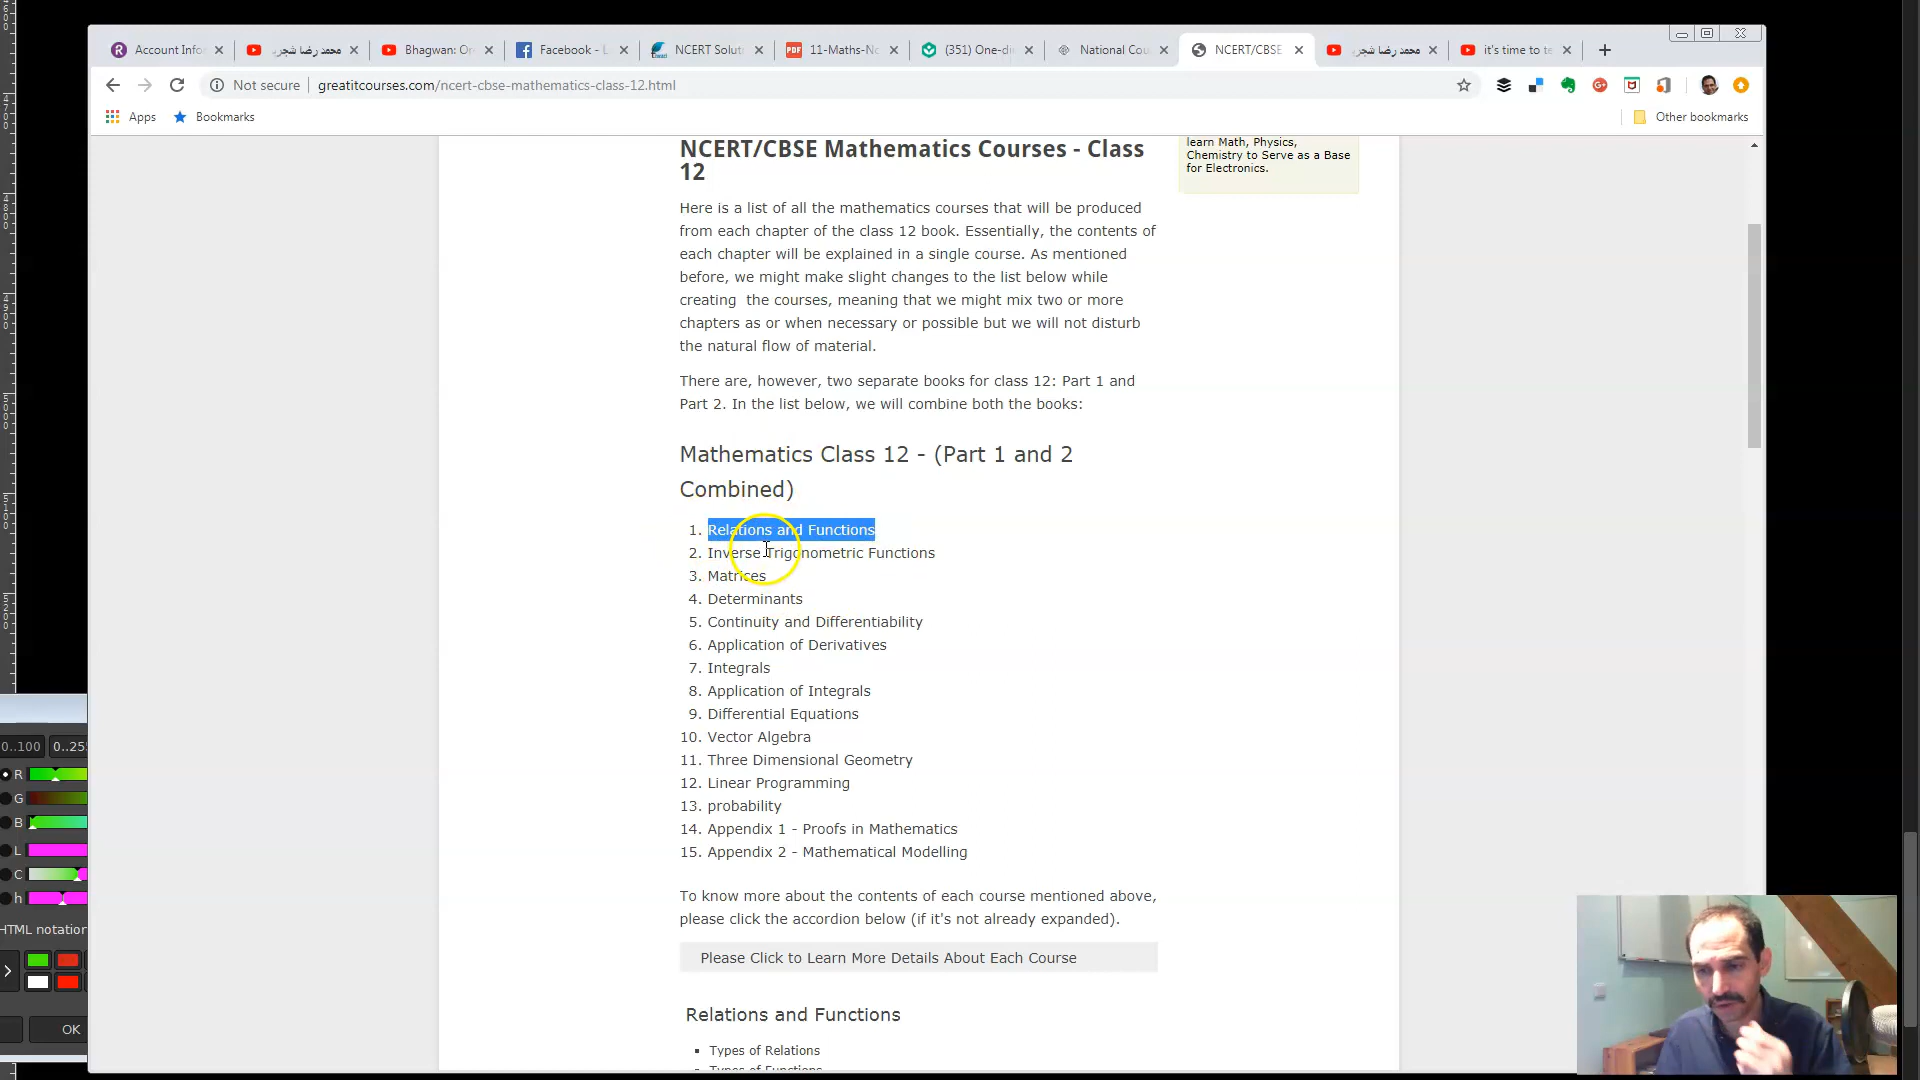 Account Infor
محمد رضا شجری
Bhagwan: On
Facebook - L
NCERT Soluti
11-Maths-No
(351) One-di
National Cou
NCERT/CBSE
محمد رضا شجری
it's time to te
Not secure
greatitcourses.com/ncert-cbse-mathematics-class-12.html
Apps
Bookmarks
Other bookmarks
learn Math, Physics,
Chemistry to Serve as a Base
for Electronics.
NCERT/CBSE Mathematics Courses - Class
12
Here is a list of all the mathematics courses that will be produced
from each chapter of the class 12 book. Essentially, the contents of
each chapter will be explained in a single course. As mentioned
before, we might make slight changes to the list below while
creating  the courses, meaning that we might mix two or more
chapters as or when necessary or possible but we will not disturb
the natural flow of material.
There are, however, two separate books for class 12: Part 1 and
Part 2. In the list below, we will combine both the books:
Mathematics Class 12 - (Part 1 and 2
Combined)
1. Relations and Functions
2. Inverse Trigonometric Functions
3. Matrices
4. Determinants
5. Continuity and Differentiability
6. Application of Derivatives
7. Integrals
8. Application of Integrals
9. Differential Equations
10. Vector Algebra
11. Three Dimensional Geometry
12. Linear Programming
13. probability
14. Appendix 1 - Proofs in Mathematics
15. Appendix 2 - Mathematical Modelling
To know more about the contents of each course mentioned above,
please click the accordion below (if it's not already expanded).
Please Click to Learn More Details About Each Course
Relations and Functions
Types of Relations
Types of Functions
0..100
0..255
R
G
B
L
C
h
HTML notation
OK